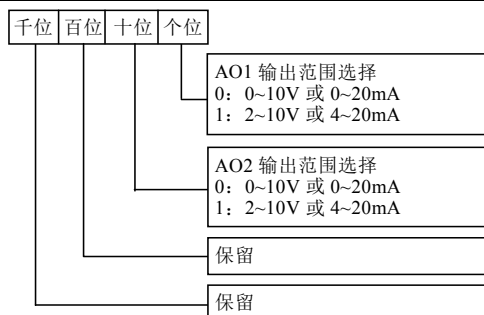 千位 百位 十位 个位
AO1 输出范围选择
0：0~10V 或 0~20mA
1：2~10V 或 4~20mA
AO2 输出范围选择
0：0~10V 或 0~20mA
1：2~10V 或 4~20mA
保留
保留